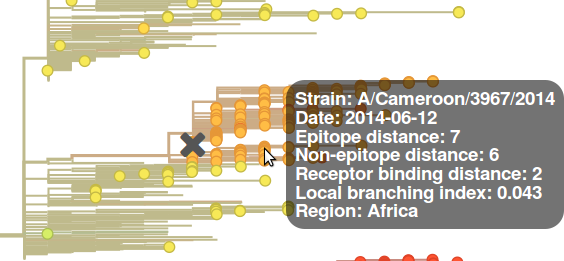 Strain: A/Cameroon/3967/2014
Date: 2014-06-12
Epitope distance: 7
Non-epitope distance: 6
Receptor binding distance: 2
Local branching index: 0.043
Region: Africa